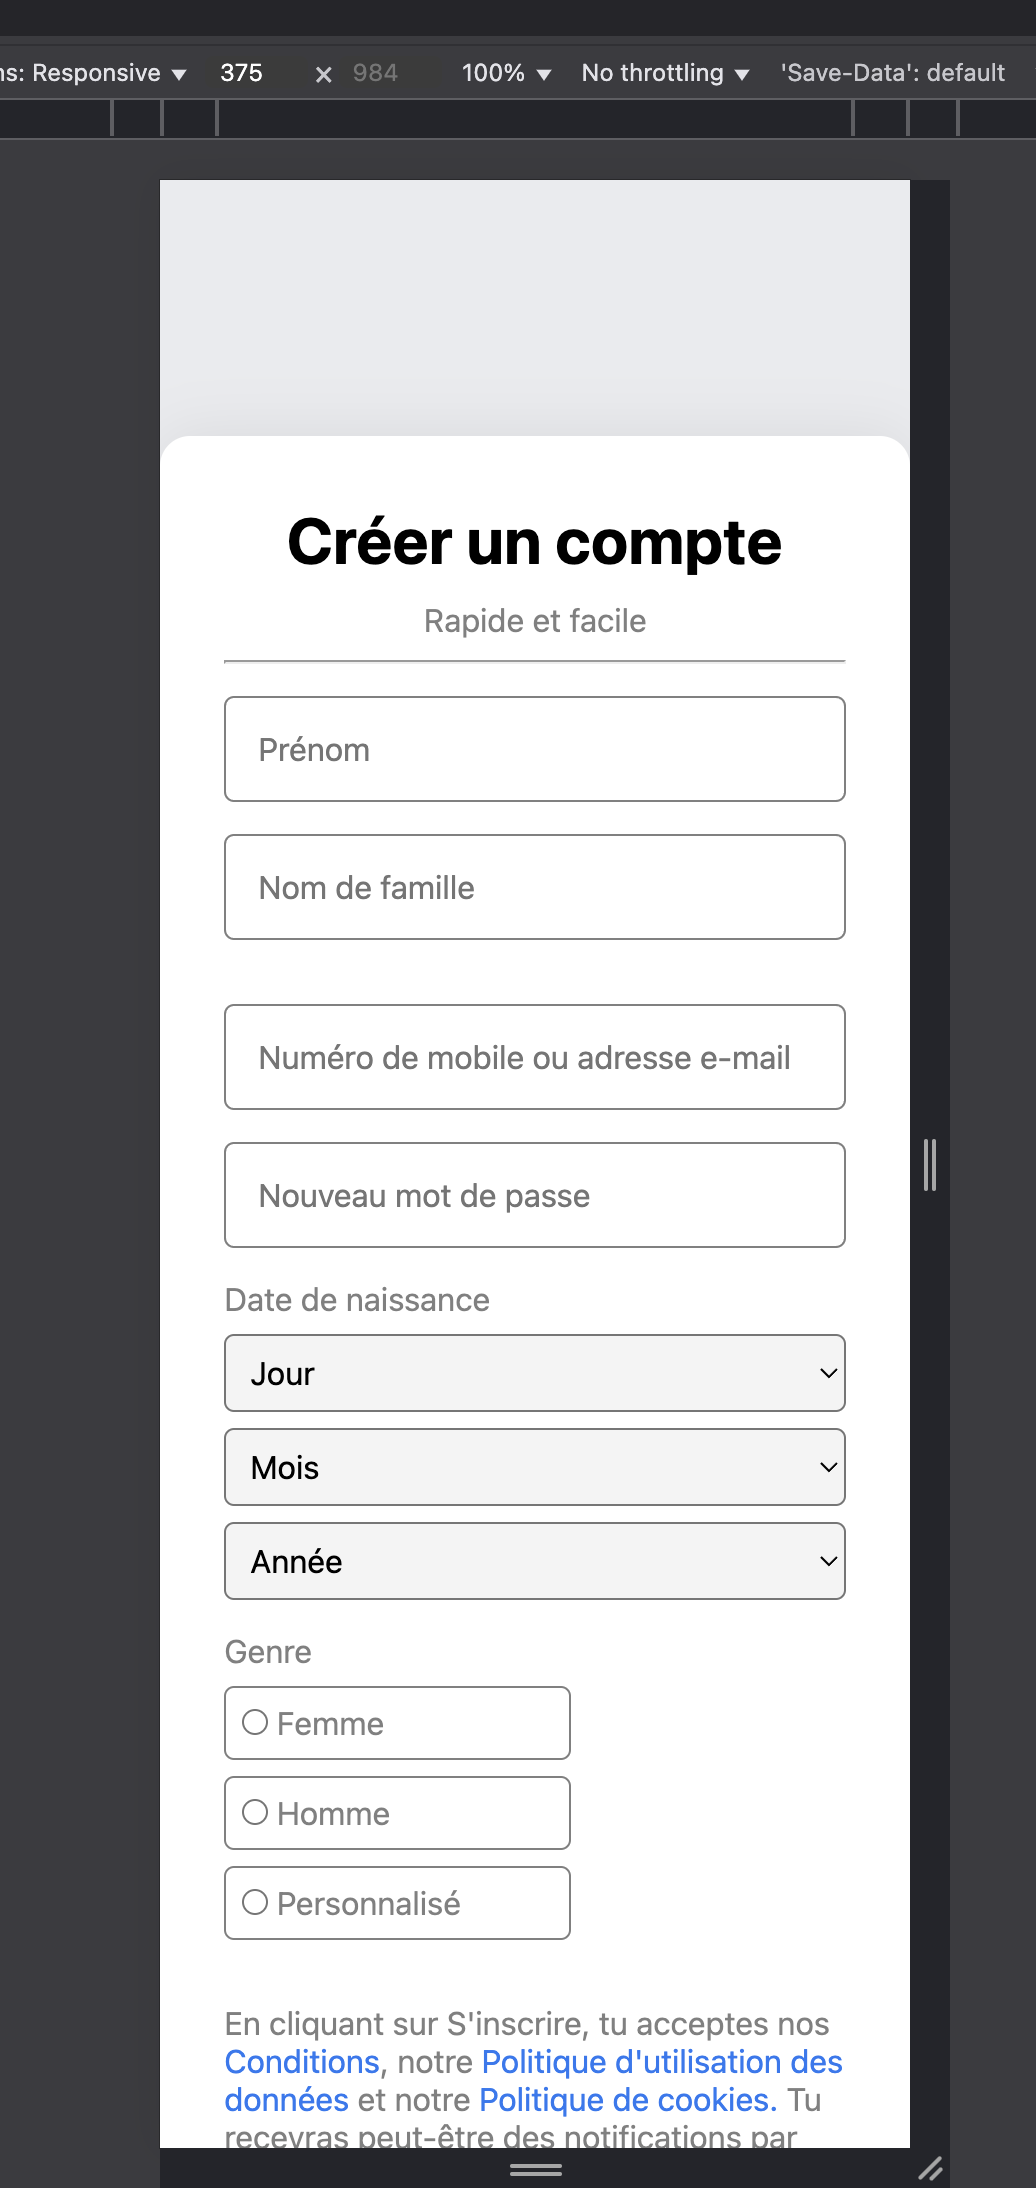 ns: Responsive ▼ 375 × 984 100% ▼ No throttling ▼ 'Save-Data': default
Créer un compte
Rapide et facile
Prénom
Nom de famille
Numéro de mobile ou adresse e-mail
Nouveau mot de passe
Date de naissance
Jour
Mois
Année
Genre
Femme
Homme
Personnalisé
En cliquant sur S'inscrire, tu acceptes nos
Conditions, notre Politique d'utilisation des
données et notre Politique de cookies. Tu
recevras peut-être des notifications par